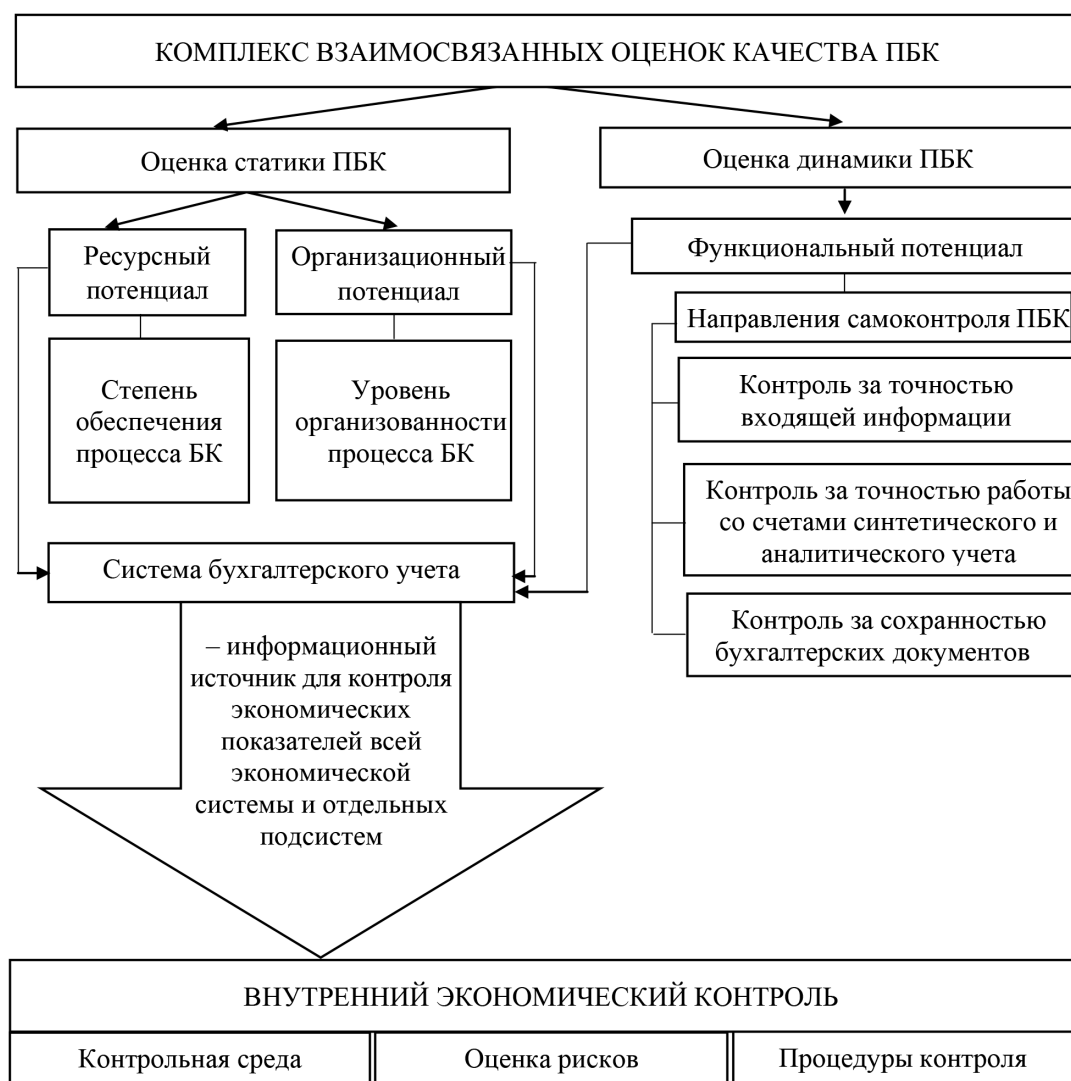 КОМПЛЕКС ВЗАИМОСВЯЗАННЫХ ОЦЕНОК КАЧЕСТВА ПБК
Оценка статики ПБК
Оценка динамики ПБК
Ресурсный
потенциал
Организационный
потенциал
Функциональный потенциал
Направления самоконтроля ПБК
Степень
обеспечения
процесса БК
Уровень
организованности
процесса БК
Контроль за точностью
входящей информации
Контроль за точностью работы
со счетами синтетического и
аналитического учета
Контроль за сохранностью
бухгалтерских документов
Система бухгалтерского учета
– информационный
источник для контроля
экономических
показателей всей
экономической
системы и отдельных
подсистем
ВНУТРЕННИЙ ЭКОНОМИЧЕСКИЙ КОНТРОЛЬ
Контрольная среда
Оценка рисков
Процедуры контроля